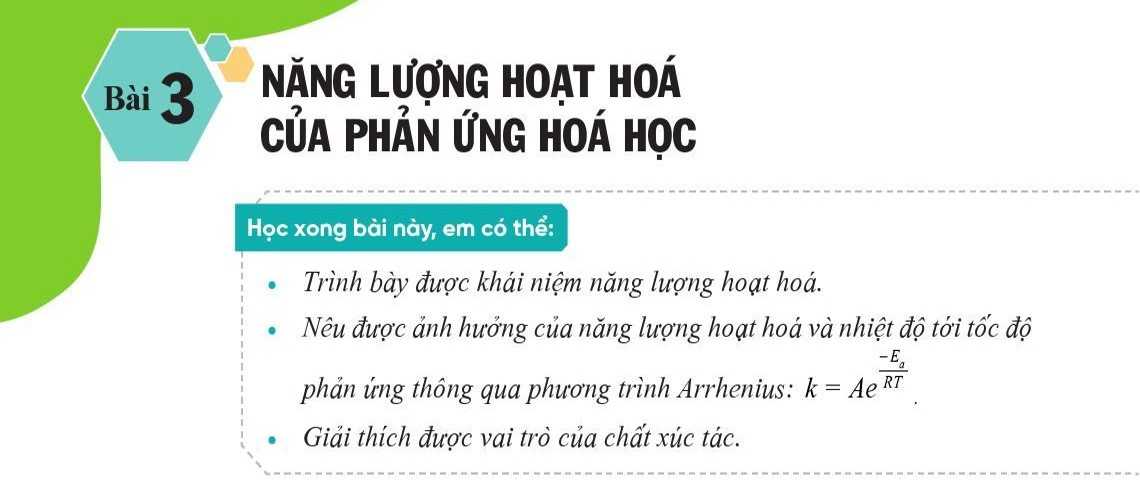 Bài 3
NĂNG LƯỢNG HOẠT HOÁ
CỦA PHẢN ỨNG HOÁ HỌC
Học xong bài này, em có thể:
• Trình bày được khái niệm năng lượng hoạt hoá.
• Nêu được ảnh hưởng của năng lượng hoạt hoá và nhiệt độ tới tốc độ
phản ứng thông qua phương trình Arrhenius: k = Ae^(−Eₐ/RT).
• Giải thích được vai trò của chất xúc tác.